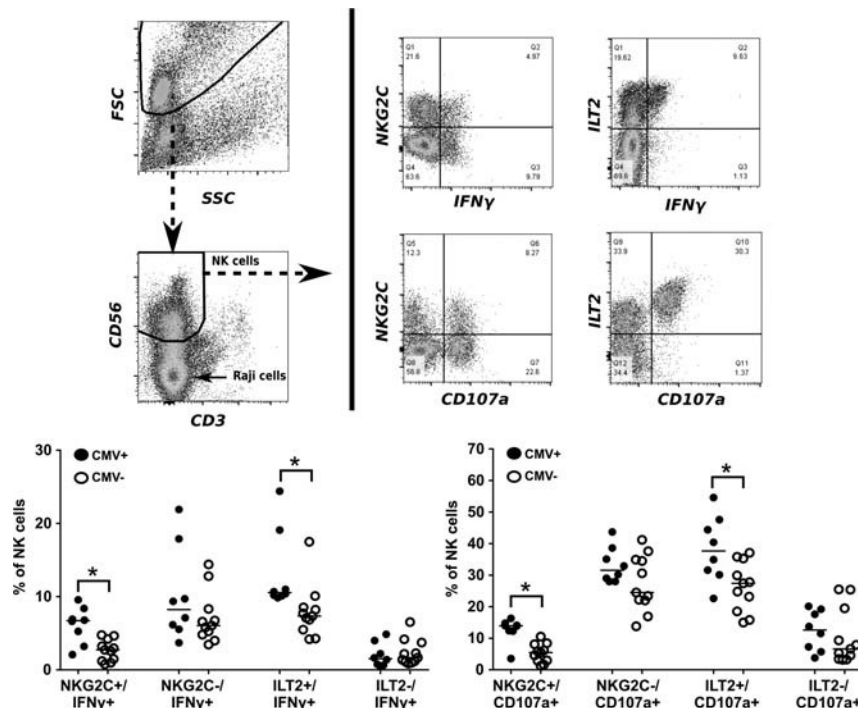 FSC
SSC
CD56
CD3
NK cells
Raji cells
Q1
21.6
Q2
4.97
Q4
63.6
Q3
9.79
NKG2C
IFNγ
Q1
19.62
Q2
9.63
Q4
69.6
Q3
1.13
ILT2
IFNγ
Q5
12.3
Q6
8.27
Q7
22.6
NKG2C
CD107a
Q9
33.9
Q10
30.3
Q12
34.4
Q11
1.37
ILT2
CD107a
% of NK cells
30
20
10
0
CMV+
CMV-
*
*
NKG2C+/
IFNγ+
NKG2C-/
IFNγ+
ILT2+/
IFNγ+
ILT2-/
IFNγ+
% of NK cells
70
60
50
40
30
20
10
0
CMV+
CMV-
*
*
NKG2C+/
CD107a+
NKG2C-/
CD107a+
ILT2+/
CD107a+
ILT2-/
CD107a+